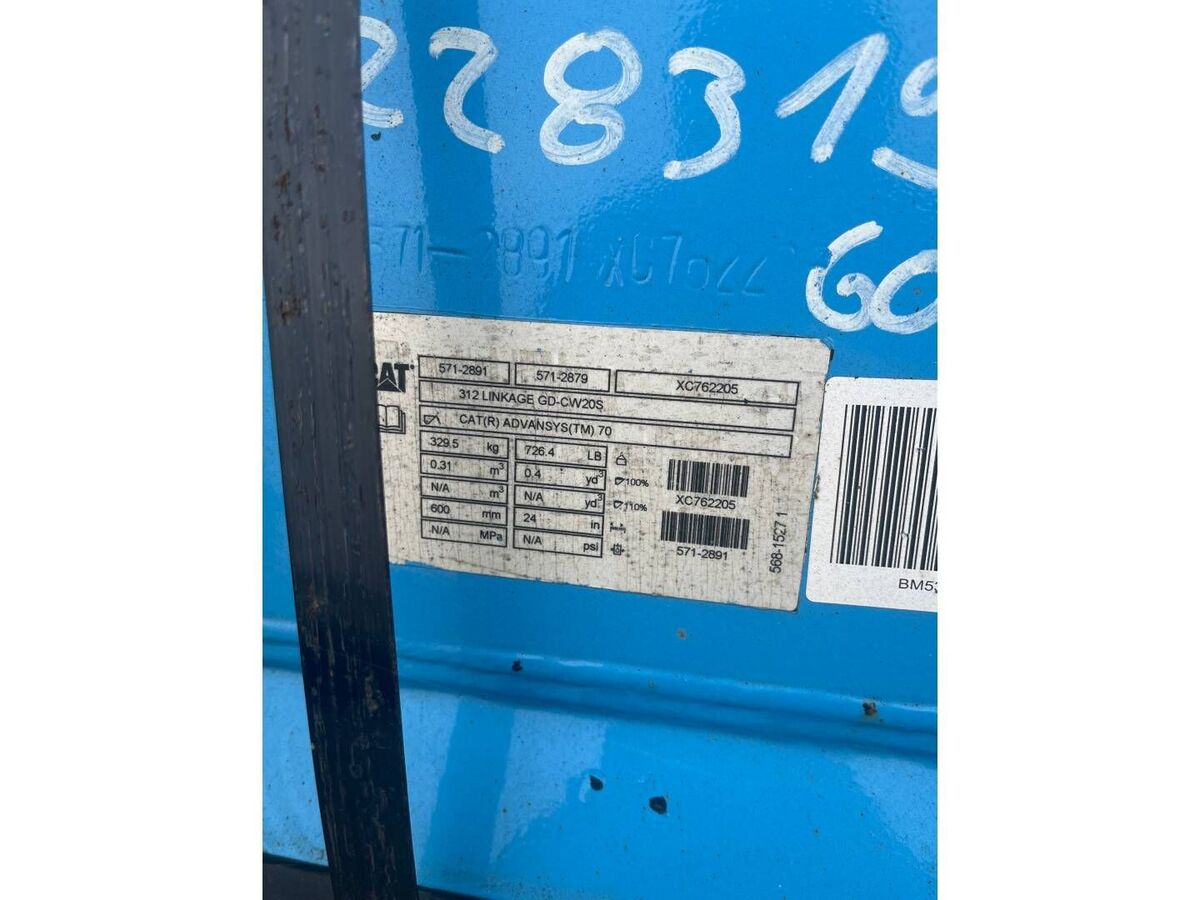 228319
60
571-2891 XC7622
CAT
571-2891 571-2879 XC762205
312 LINKAGE GD-CW20S
CAT(R) ADVANSYS(TM) 70
329.5 kg 726.4 LB
0.31 m³ 0.4 yd³ 100%
N/A m³ N/A yd³ 110%
600 mm 24 in
N/A MPa N/A psi
XC762205
571-2891
568-1527 1